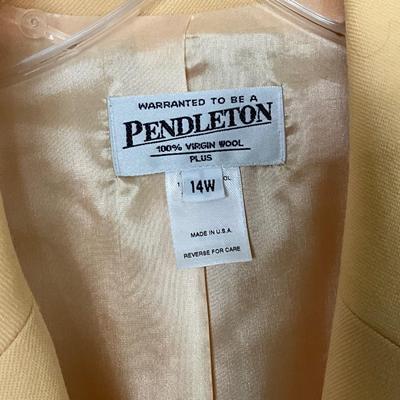 WARRANTED TO BE A
PENDLETON
100% VIRGIN WOOL
PLUS
14W
MADE IN U.S.A.
REVERSE FOR CARE